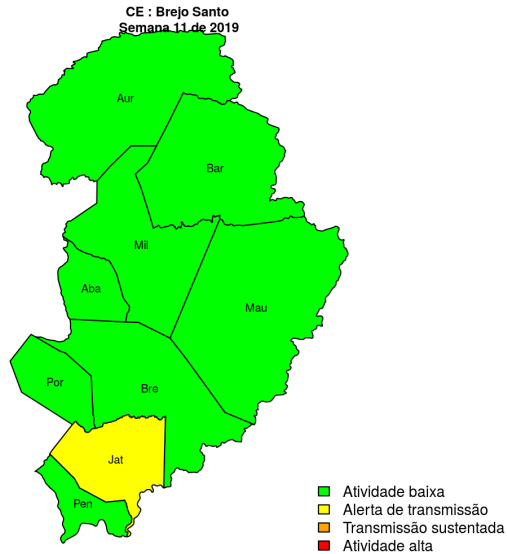 CE : Brejo Santo
Semana 11 de 2019
Aur
Bar
Mil
Aba
Mau
Por
Bre
Jat
Pen
Atividade baixa
Alerta de transmissão
Transmissão sustentada
Atividade alta